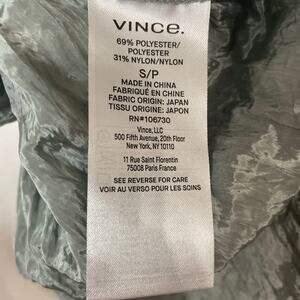 VINCE.
69% POLYESTER/
POLYESTER
31% NYLON/NYLON
S/P
MADE IN CHINA
FABRIQUÉ EN CHINE
FABRIC ORIGIN: JAPAN
TISSU ORIGINE: JAPON
RN#106730
Vince, LLC
500 Fifth Avenue, 20th Floor
New York, NY 10110
11 Rue Saint Florentin
75008 Paris France
SEE REVERSE FOR CARE
VOIR AU VERSO POUR LES SOINS